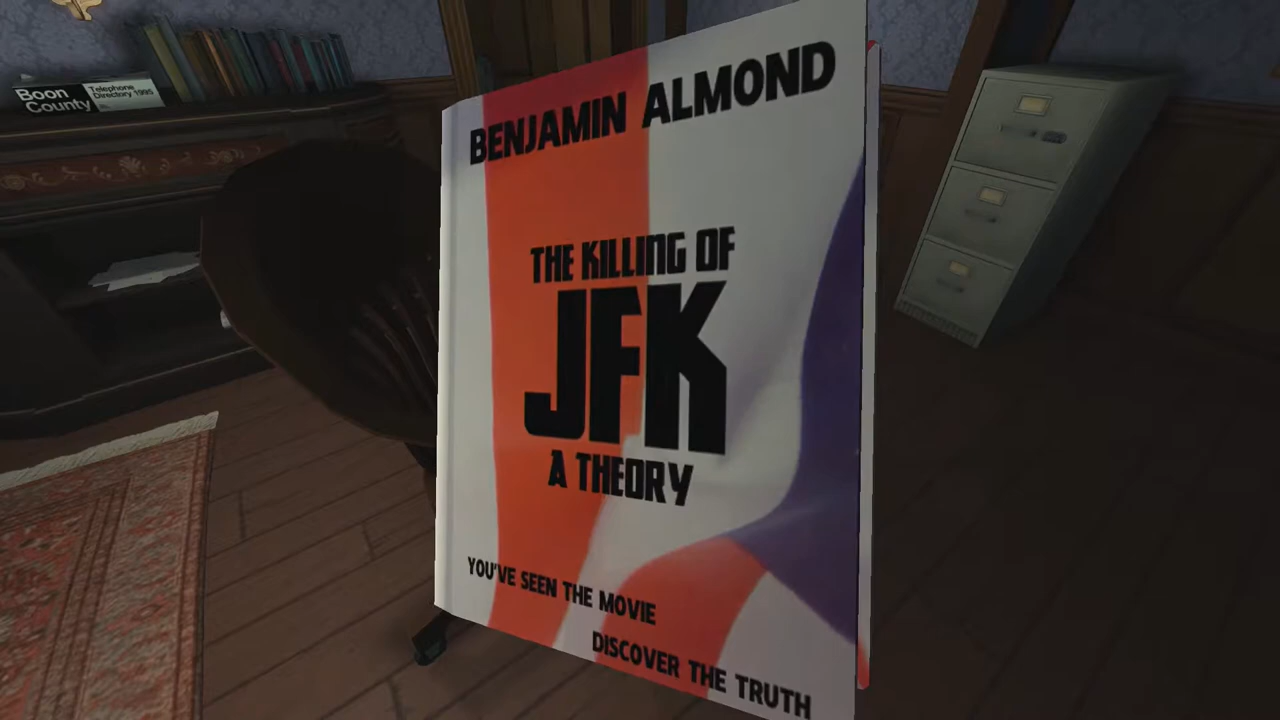 Boon
County
Telephone
Directory 1995
BENJAMIN ALMOND
THE KILLING OF
JFK
A THEORY
YOU'VE SEEN THE MOVIE
DISCOVER THE TRUTH